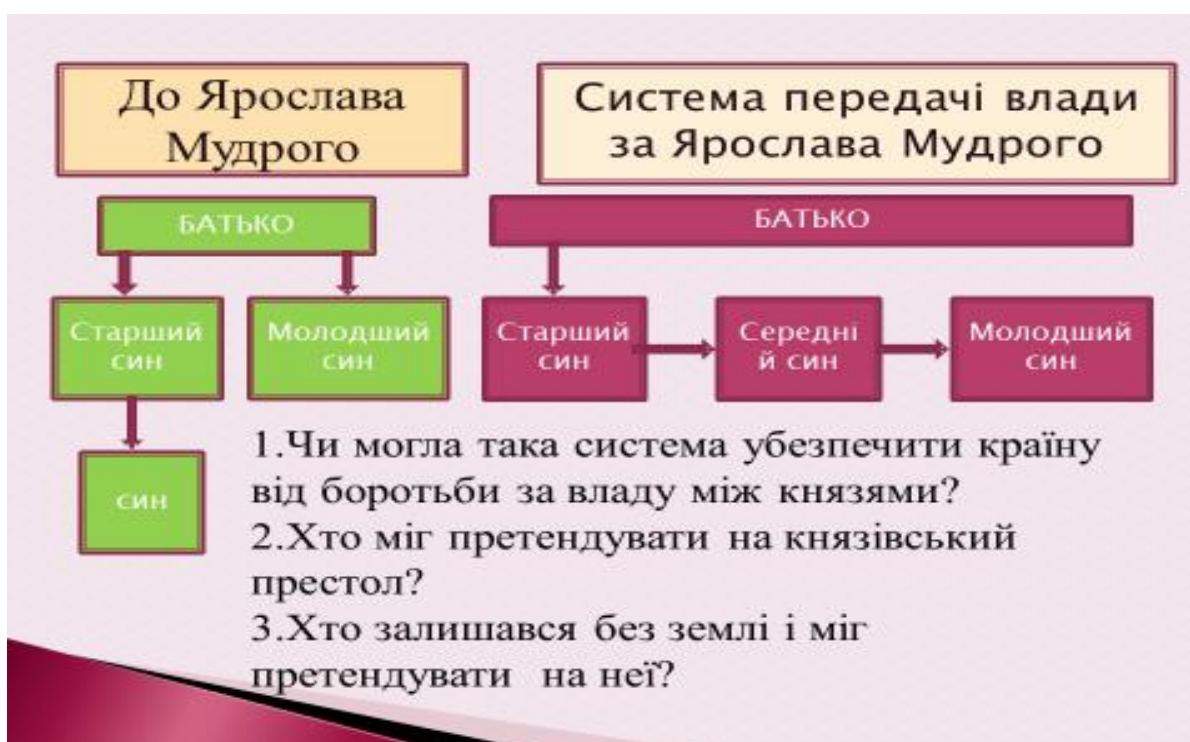 До Ярослава
Мудрого
Система передачі влади
за Ярослава Мудрого
БАТЬКО
БАТЬКО
Старший
син
Молодший
син
Старший
син
Середні
й син
Молодший
син
син
1.Чи могла така система убезпечити країну
від боротьби за владу між князями?
2.Хто міг претендувати на князівський
престол?
3.Хто залишався без землі і міг
претендувати на неї?